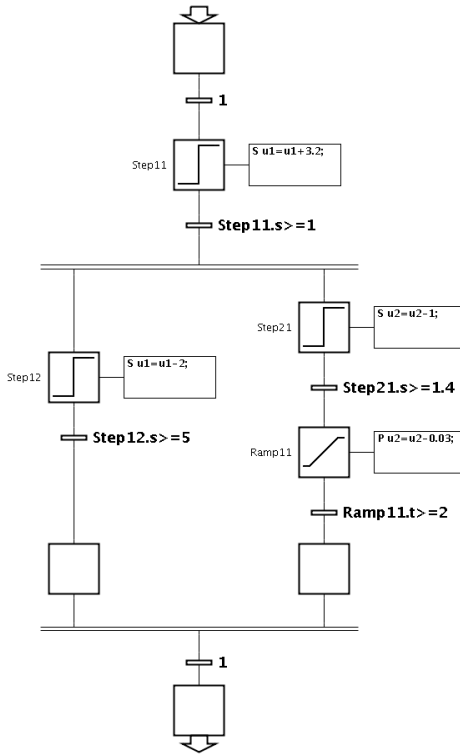 1
Step11
S u1=u1+3.2;
Step11.s>=1
Step21
S u2=u2-1;
Step12
S u1=u1-2;
Step21.s>=1.4
Step12.s>=5
Ramp11
P u2=u2-0.03;
Ramp11.t>=2
1